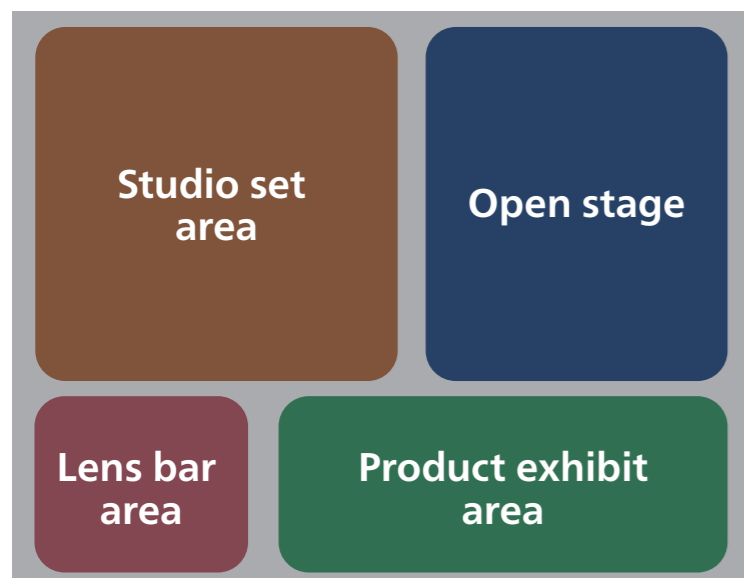 Studio set
area
Open stage
Lens bar
area
Product exhibit
area